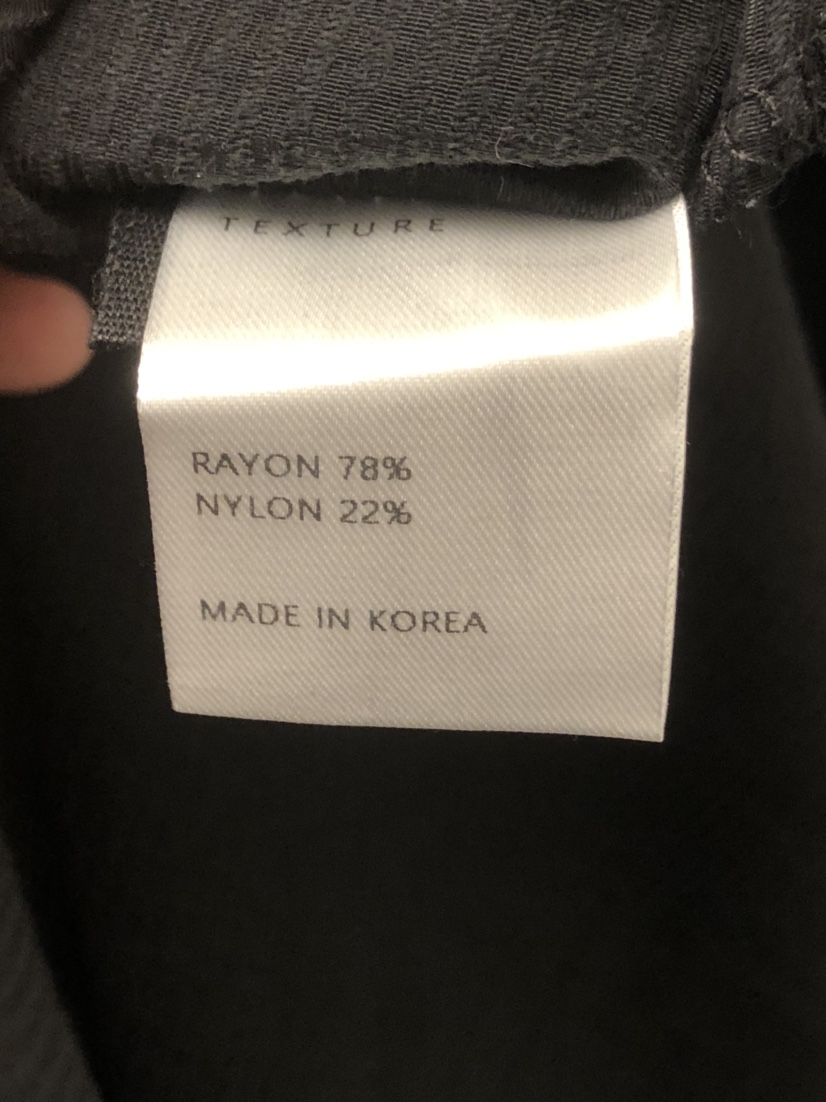 TEXTURE
RAYON 78%
NYLON 22%
MADE IN KOREA